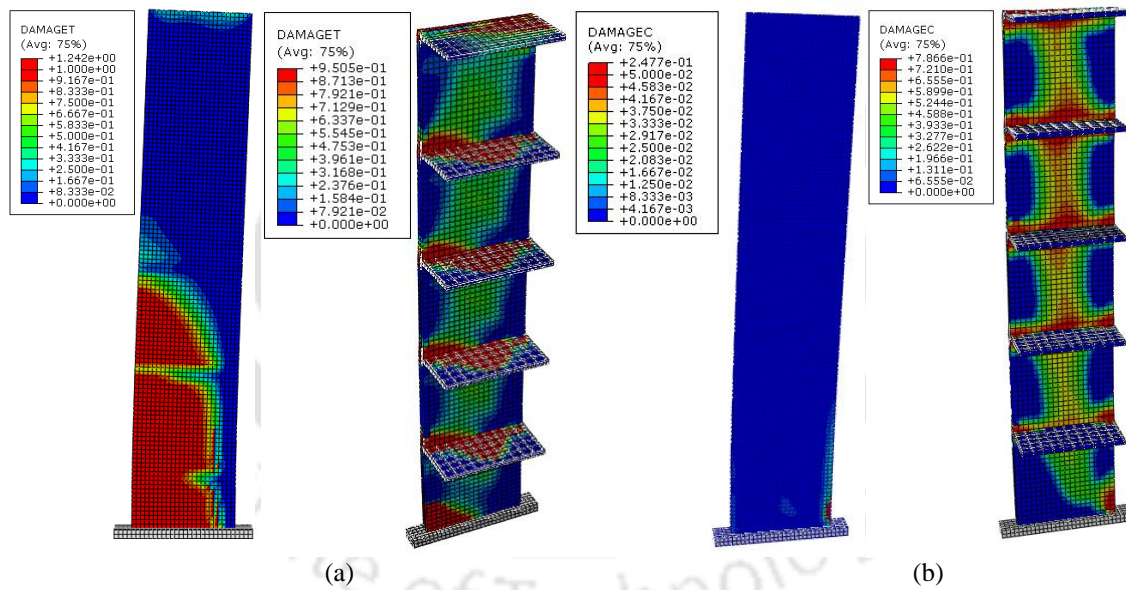 DAMAGET
(Avg: 75%)
+1.242e+00
+1.000e+00
+9.167e-01
+8.333e-01
+7.500e-01
+6.667e-01
+5.833e-01
+5.000e-01
+4.167e-01
+3.333e-01
+2.500e-01
+1.667e-01
+8.333e-02
+0.000e+00
DAMAGET
(Avg: 75%)
+9.505e-01
+8.713e-01
+7.921e-01
+7.129e-01
+6.337e-01
+5.545e-01
+4.753e-01
+3.961e-01
+3.168e-01
+2.376e-01
+1.584e-01
+7.921e-02
+0.000e+00
DAMAGEC
(Avg: 75%)
+2.477e-01
+5.000e-02
+4.583e-02
+4.167e-02
+3.750e-02
+3.333e-02
+2.917e-02
+2.500e-02
+2.083e-02
+1.667e-02
+1.250e-02
+8.333e-03
+4.167e-03
+0.000e+00
DAMAGEC
(Avg: 75%)
+7.866e-01
+7.210e-01
+6.555e-01
+5.899e-01
+5.244e-01
+4.588e-01
+3.933e-01
+3.277e-01
+2.622e-01
+1.966e-01
+1.311e-01
+6.555e-02
+0.000e+00
(a)
(b)